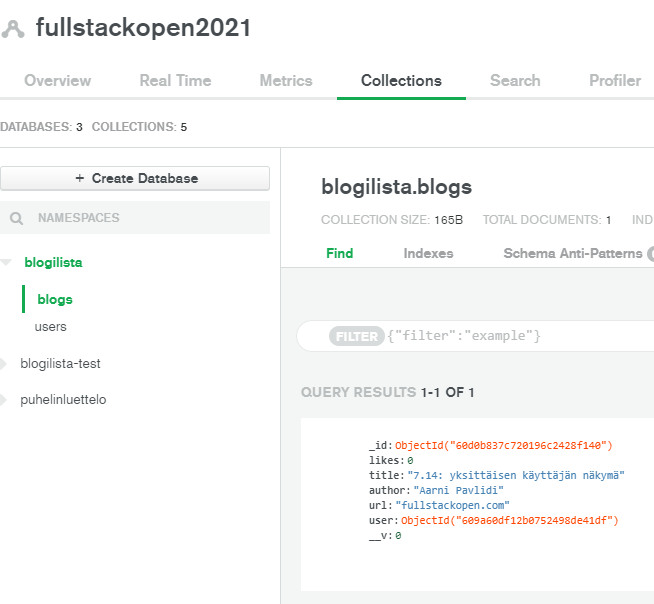 fullstackopen2021
Overview Real Time Metrics Collections Search Profiler
DATABASES: 3 COLLECTIONS: 5
+ Create Database
NAMESPACES
blogilista
blogs
users
blogilista-test
puhelinluettelo
blogilista.blogs
COLLECTION SIZE: 165B TOTAL DOCUMENTS: 1 IND
Find Indexes Schema Anti-Patterns
FILTER {"filter":"example"}
QUERY RESULTS 1-1 OF 1
_id: ObjectId("60d0b837c720196c2428f140")
likes: 0
title: "7.14: yksittäisen käyttäjän näkymä"
author: "Aarni Pavlidi"
url: "fullstackopen.com"
user: ObjectId("609a60df12b0752498de41df")
__v: 0